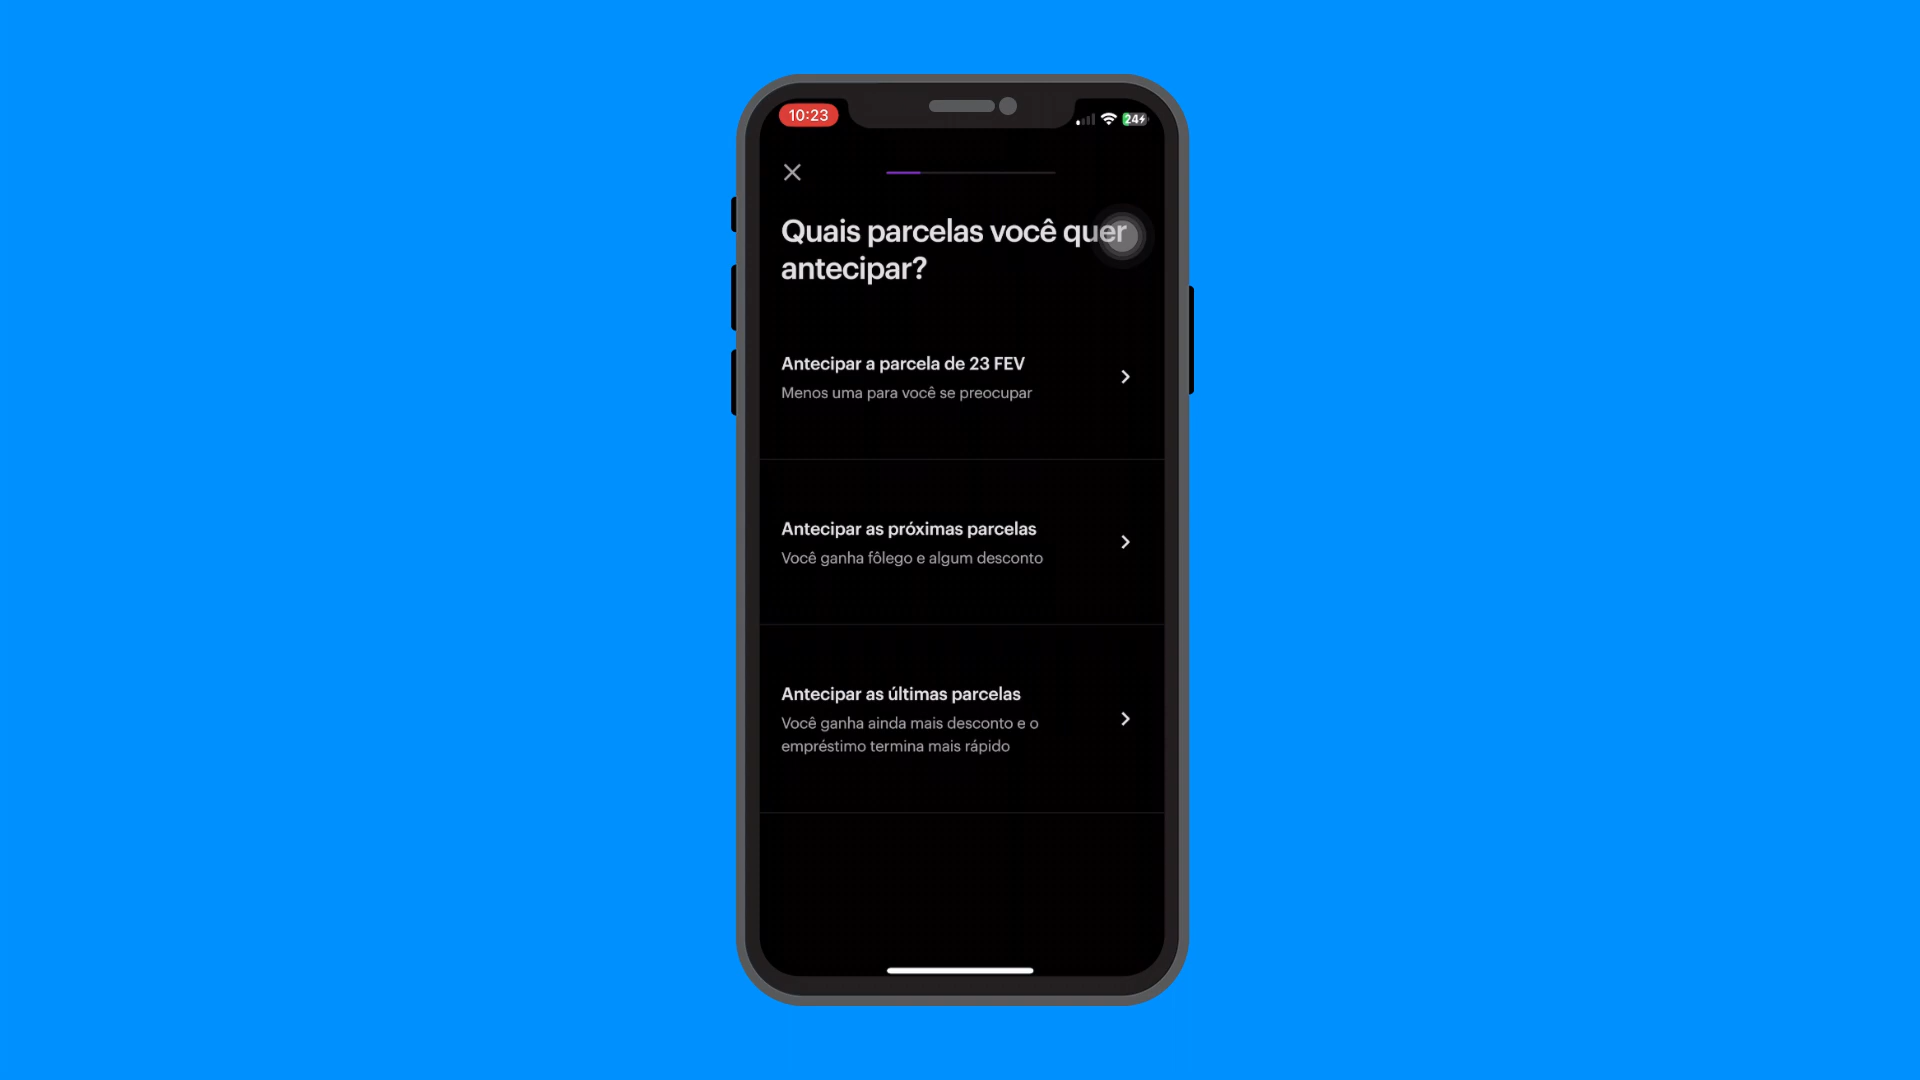 10:23
24
Quais parcelas você quer
antecipar?
Antecipar a parcela de 23 FEV
Menos uma para você se preocupar
Antecipar as próximas parcelas
Você ganha fôlego e algum desconto
Antecipar as últimas parcelas
Você ganha ainda mais desconto e o
empréstimo termina mais rápido